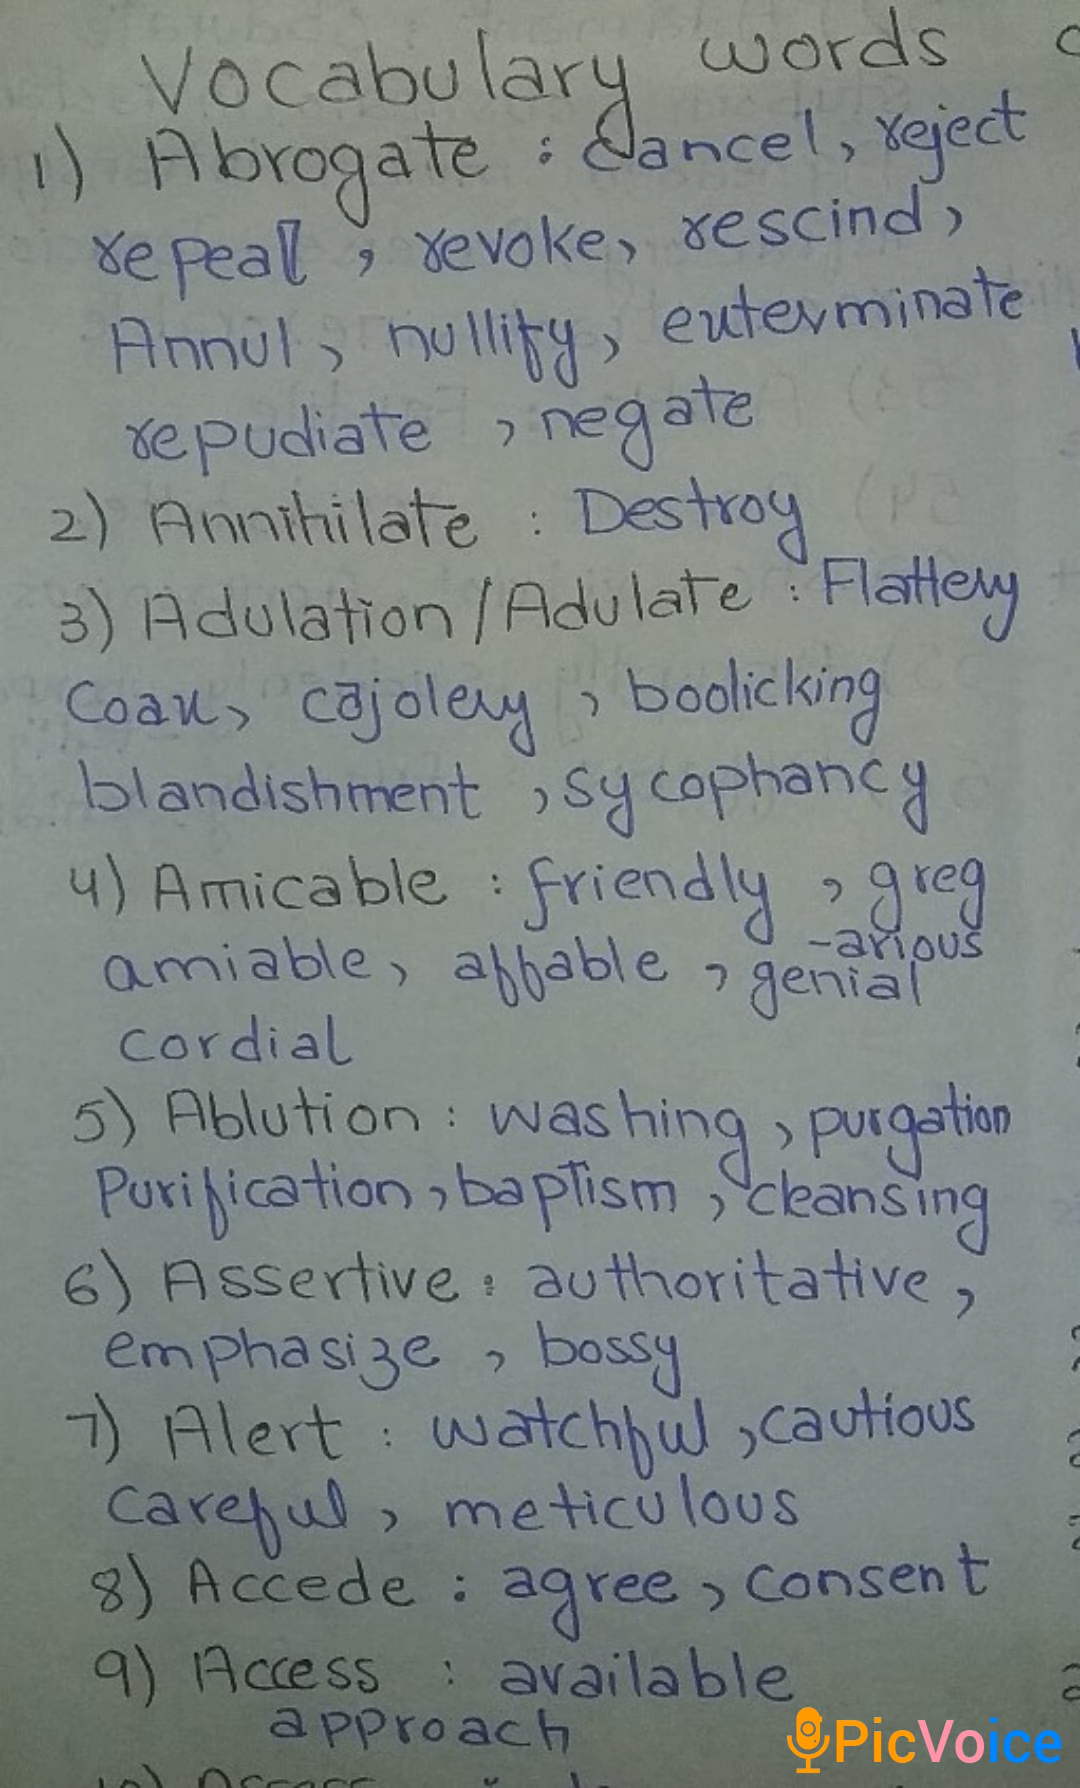 Vocabulary words
1) Abrogate : Cancel, reject
repeal, revoke, rescind,
Annul, nullify, exterminate
repudiate, negate
2) Annihilate : Destroy
3) Adulation/Adulate : Flattery
Coax, cajolery, boolicking
blandishment, sycophancy
4) Amicable : friendly, greg
-arious
amiable, affable, genial
cordial
5) Ablution : washing, purgation
Purification, baptism, cleansing
6) Assertive : authoritative,
emphasize, bossy
7) Alert : watchful, cautious
careful, meticulous
8) Accede : agree, consent
9) Access : available
approach
PicVoice